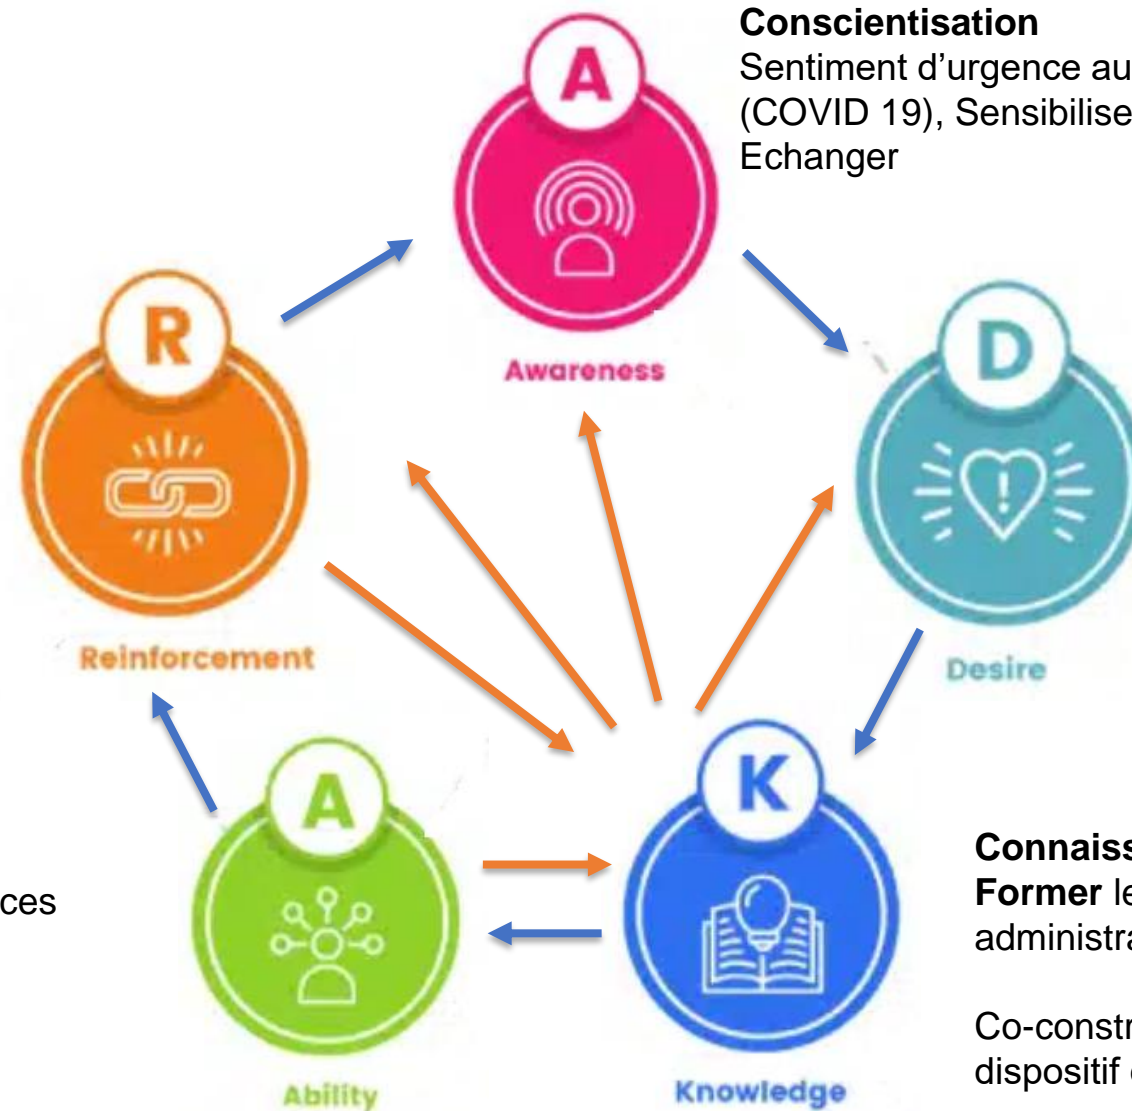 Conscientisation
Sentiment d’urgence au
(COVID 19), Sensibilise
Echanger
A
Awareness
R
Reinforcement
D
Desire
A
Ability
K
Knowledge
ces
Connaiss
Former le
administra
Co-constr
dispositif